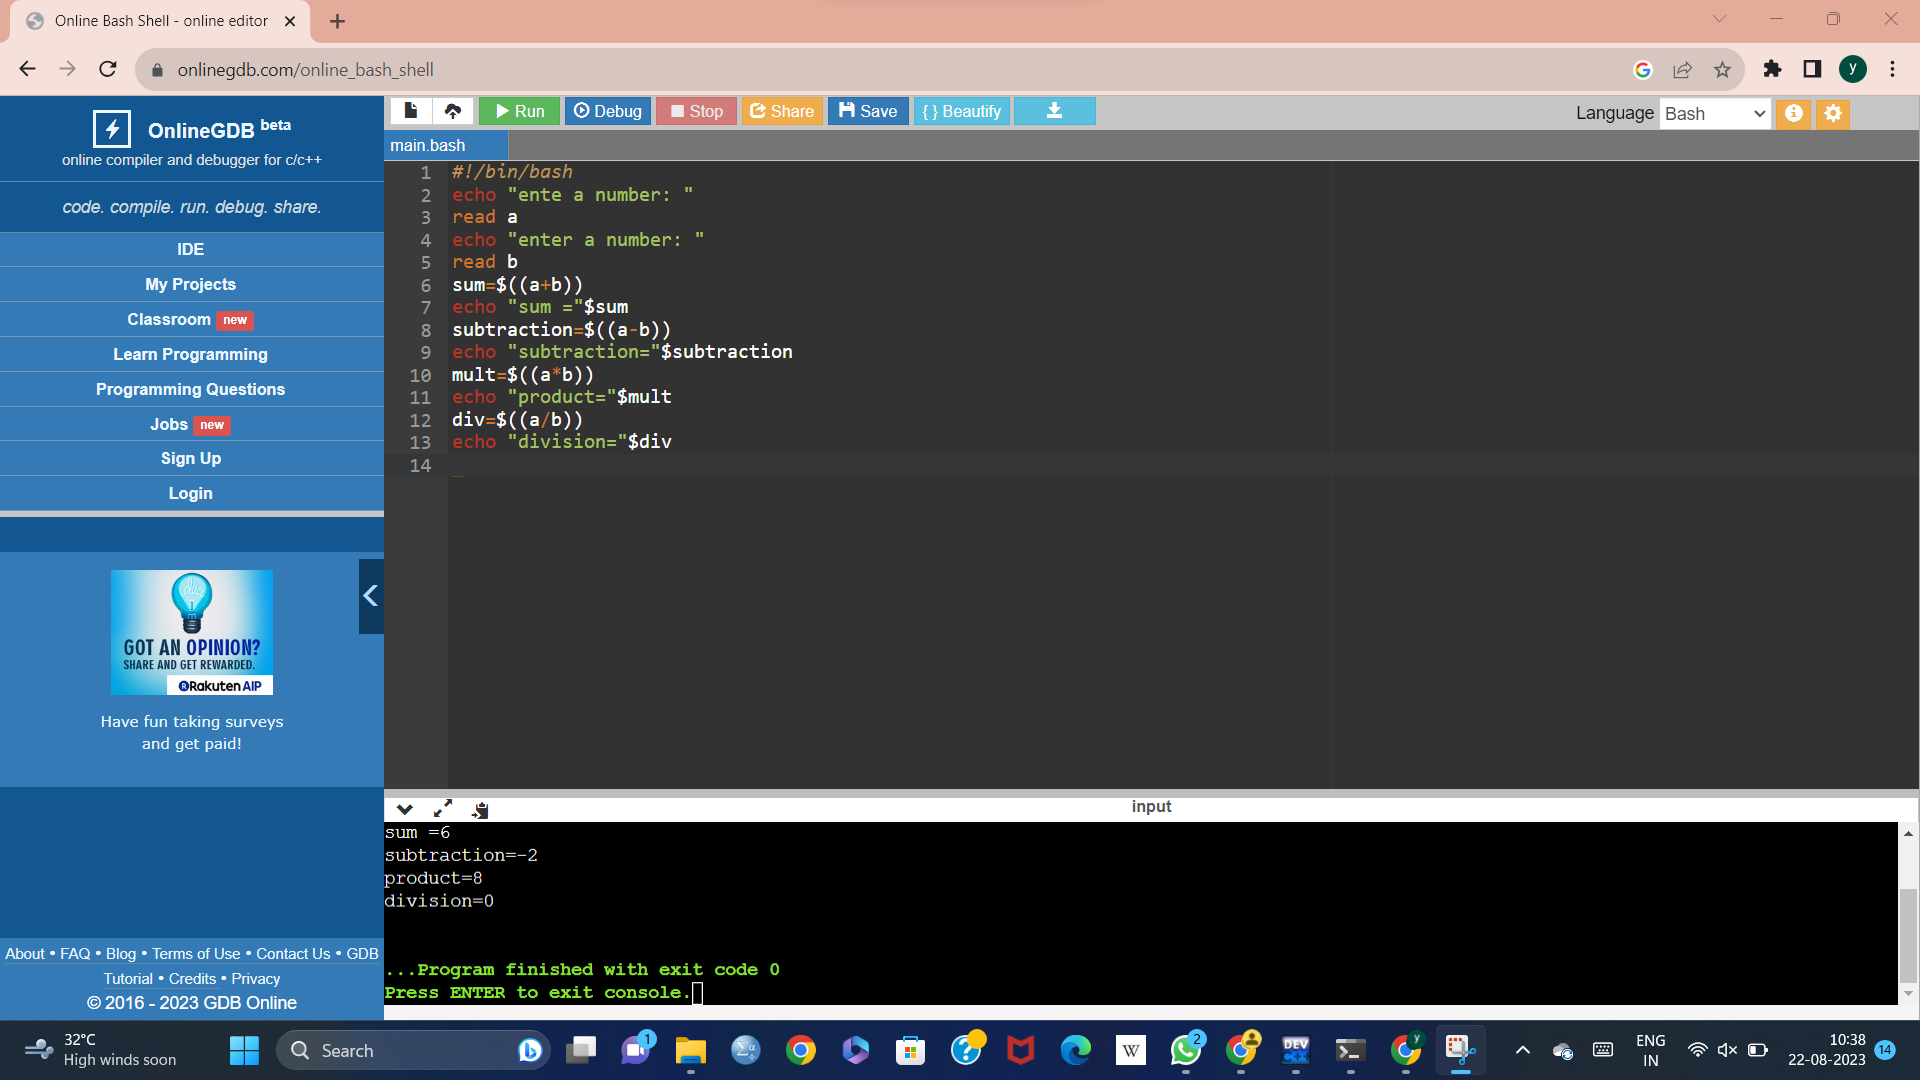 Online Bash Shell - online editor
onlinegdb.com/online_bash_shell
y
OnlineGDB beta
online compiler and debugger for c/c++
code. compile. run. debug. share.
IDE
My Projects
Classroom new
Learn Programming
Programming Questions
Jobs new
Sign Up
Login
idea
GOT AN OPINION?
SHARE AND GET REWARDED.
Rakuten AIP
Have fun taking surveys
and get paid!
About • FAQ • Blog • Terms of Use • Contact Us • GDB
Tutorial • Credits • Privacy
© 2016 - 2023 GDB Online
Run Debug Stop Share Save { } Beautify
Language Bash
main.bash
1 #!/bin/bash
2 echo "ente a number: "
3 read a
4 echo "enter a number: "
5 read b
6 sum=$((a+b))
7 echo "sum ="$sum
8 subtraction=$((a-b))
9 echo "subtraction="$subtraction
10 mult=$((a*b))
11 echo "product="$mult
12 div=$((a/b))
13 echo "division="$div
14
input
sum =6
subtraction=-2
product=8
division=0
...Program finished with exit code 0
Press ENTER to exit console.
32°C
High winds soon
Search
1
W
2
DEV
y
ENG
IN
10:38
22-08-2023
14